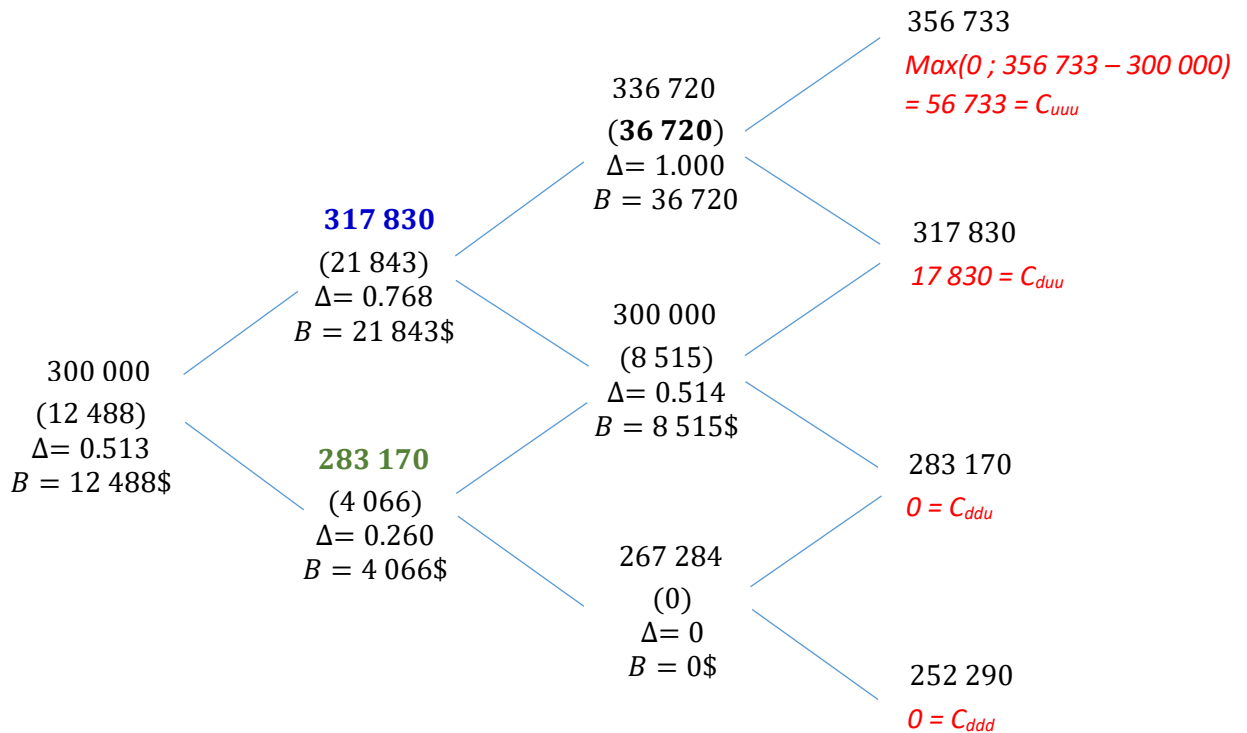 300 000
(12 488)
Δ= 0.513
B = 12 488$
317 830
(21 843)
Δ= 0.768
B = 21 843$
283 170
(4 066)
Δ= 0.260
B = 4 066$
336 720
(36 720)
Δ= 1.000
B = 36 720
300 000
(8 515)
Δ= 0.514
B = 8 515$
267 284
(0)
Δ= 0
B = 0$
356 733
Max(0 ; 356 733 – 300 000)
= 56 733 = Cuuu
317 830
17 830 = Cduu
283 170
0 = Cddu
252 290
0 = Cddd